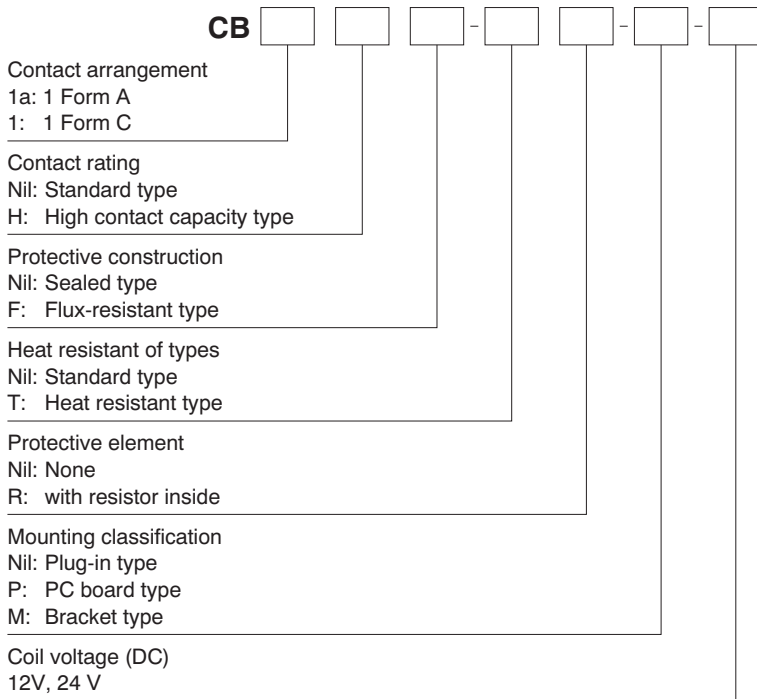 CB - - -
Contact arrangement
1a: 1 Form A
1: 1 Form C
Contact rating
Nil: Standard type
H: High contact capacity type
Protective construction
Nil: Sealed type
F: Flux-resistant type
Heat resistant of types
Nil: Standard type
T: Heat resistant type
Protective element
Nil: None
R: with resistor inside
Mounting classification
Nil: Plug-in type
P: PC board type
M: Bracket type
Coil voltage (DC)
12V, 24 V